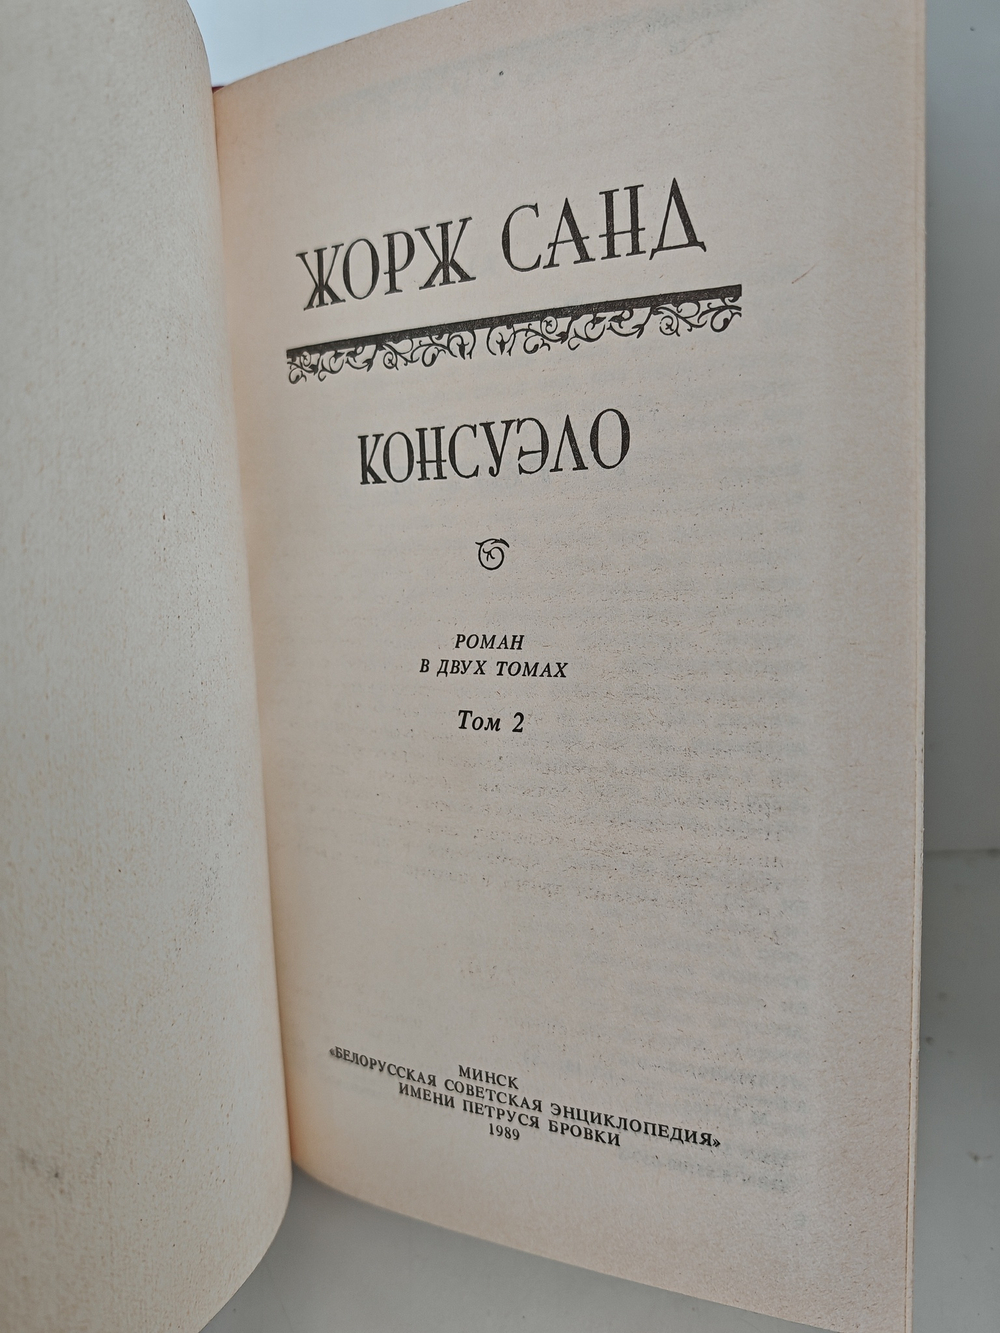 ЖОРЖ САНД
КОНСУЭЛО
РОМАН
В ДВУХ ТОМАХ
Том 2
МИНСК
«БЕЛОРУССКАЯ СОВЕТСКАЯ ЭНЦИКЛОПЕДИЯ»
ИМЕНИ ПЕТРУСЯ БРОВКИ
1989